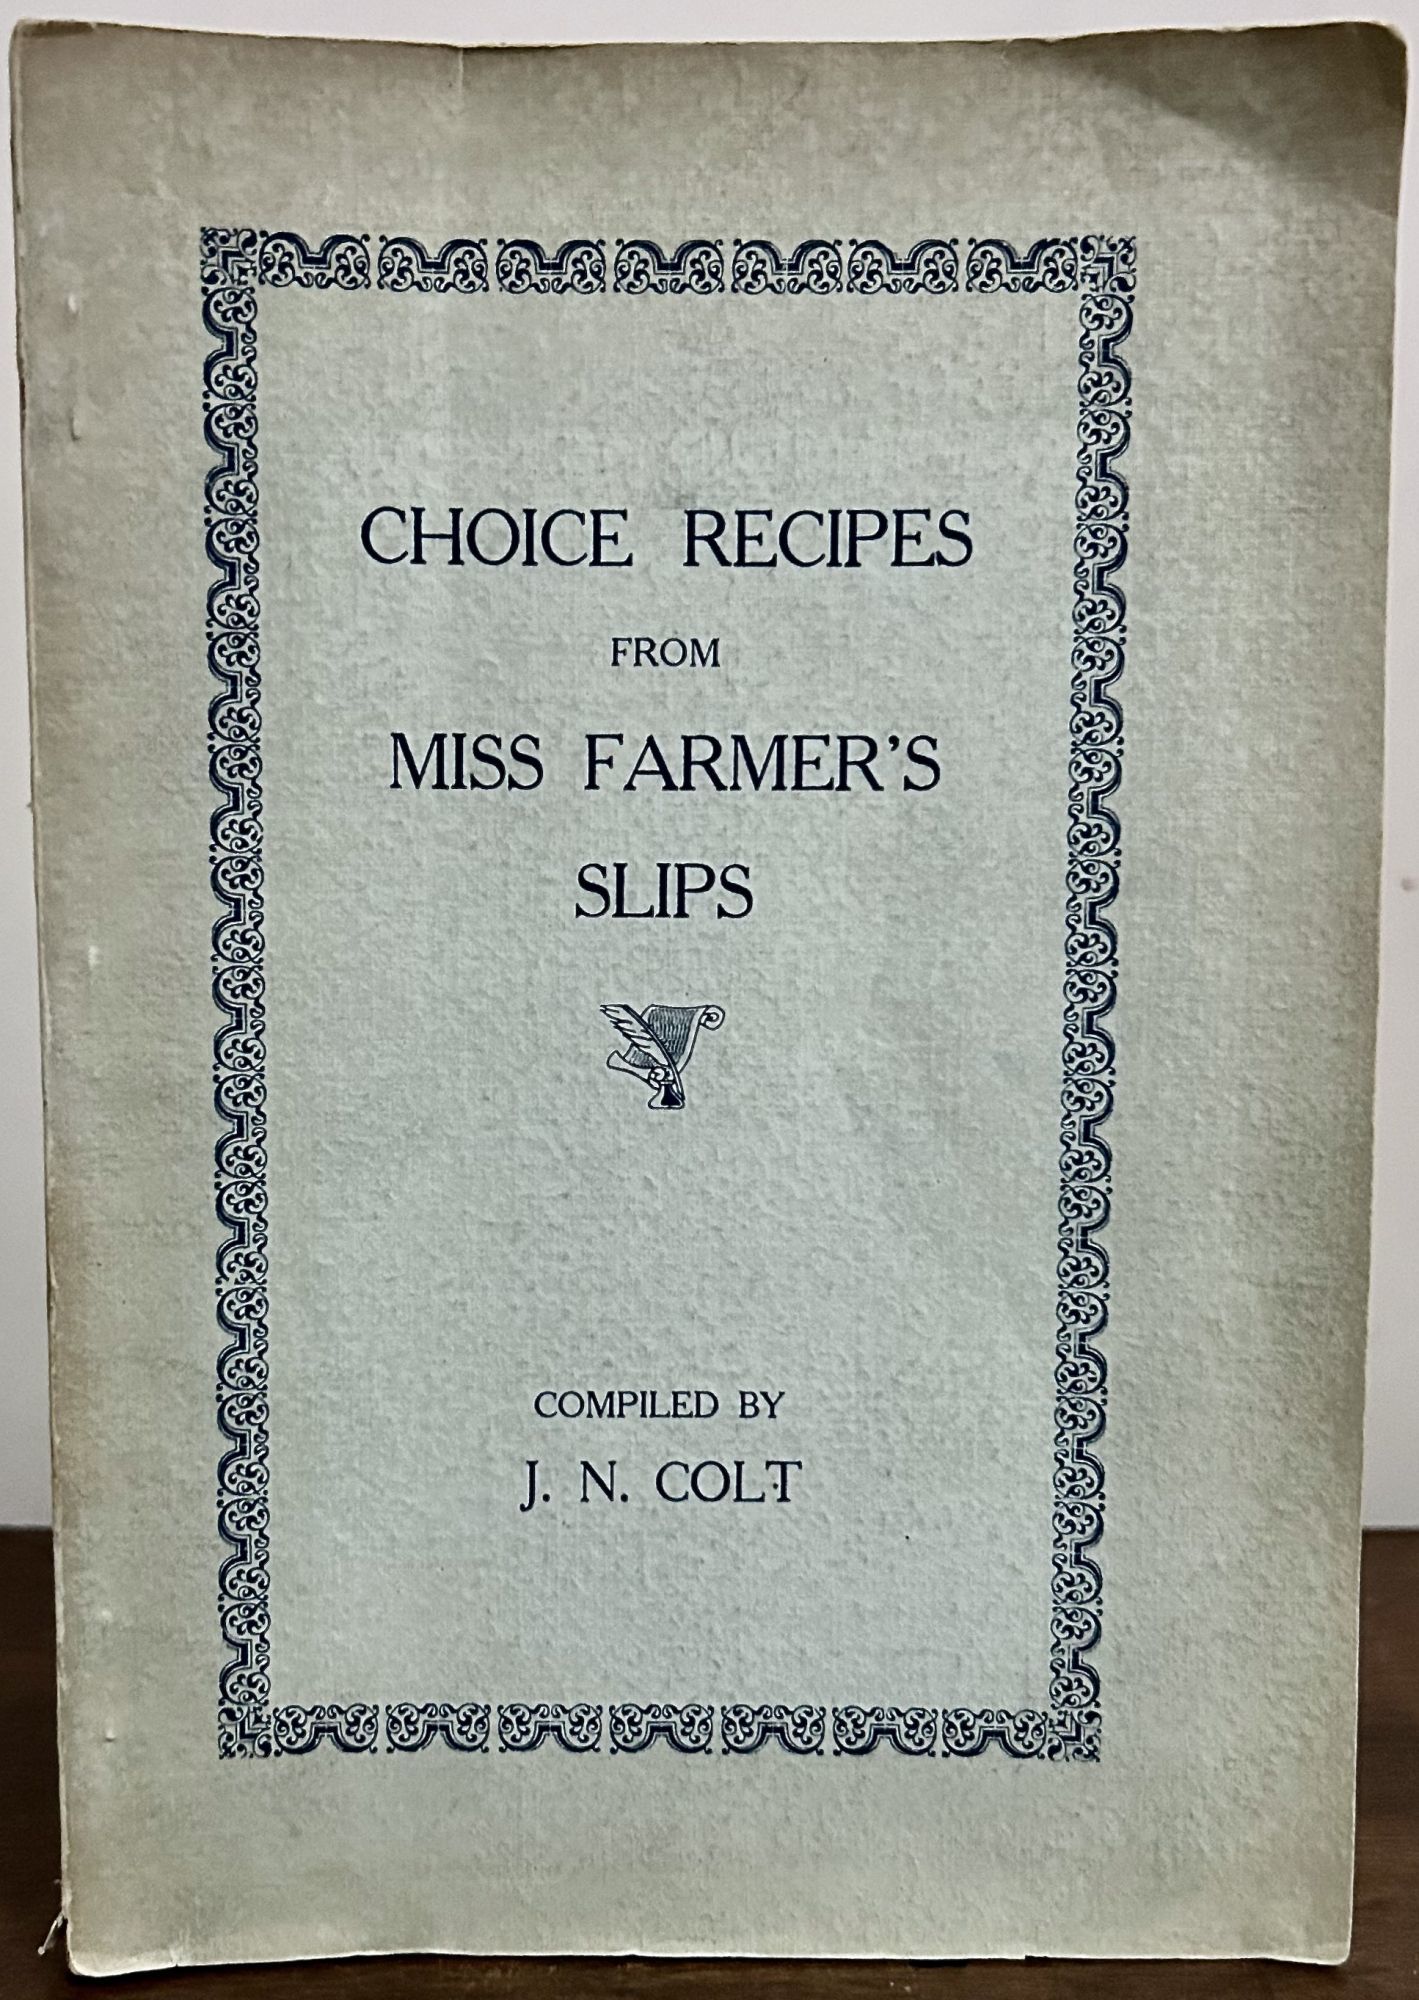 CHOICE RECIPES
FROM
MISS FARMER'S
SLIPS
COMPILED BY
J. N. COLT